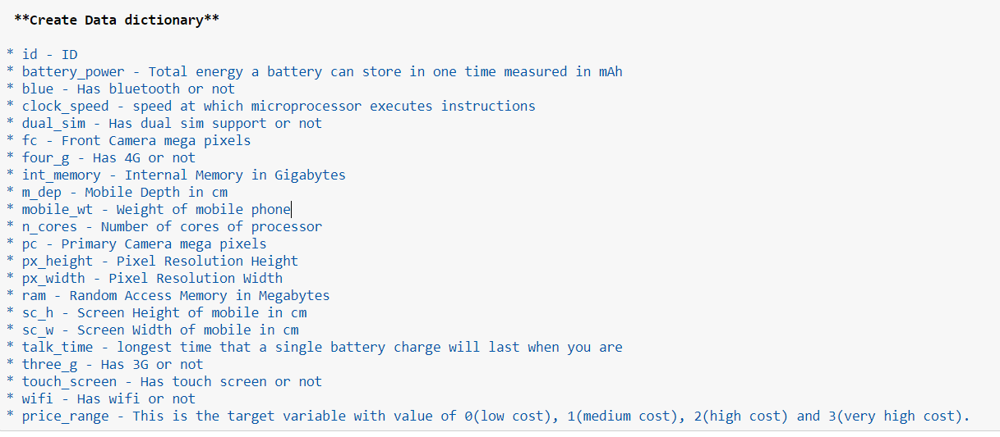 **Create Data dictionary**
* id - ID
* battery_power - Total energy a battery can store in one time measured in mAh
* blue - Has bluetooth or not
* clock_speed - speed at which microprocessor executes instructions
* dual_sim - Has dual sim support or not
* fc - Front Camera mega pixels
* four_g - Has 4G or not
* int_memory - Internal Memory in Gigabytes
* m_dep - Mobile Depth in cm
* mobile_wt - Weight of mobile phone
* n_cores - Number of cores of processor
* pc - Primary Camera mega pixels
* px_height - Pixel Resolution Height
* px_width - Pixel Resolution Width
* ram - Random Access Memory in Megabytes
* sc_h - Screen Height of mobile in cm
* sc_w - Screen Width of mobile in cm
* talk_time - longest time that a single battery charge will last when you are
* three_g - Has 3G or not
* touch_screen - Has touch screen or not
* wifi - Has wifi or not
* price_range - This is the target variable with value of 0(low cost), 1(medium cost), 2(high cost) and 3(very high cost).